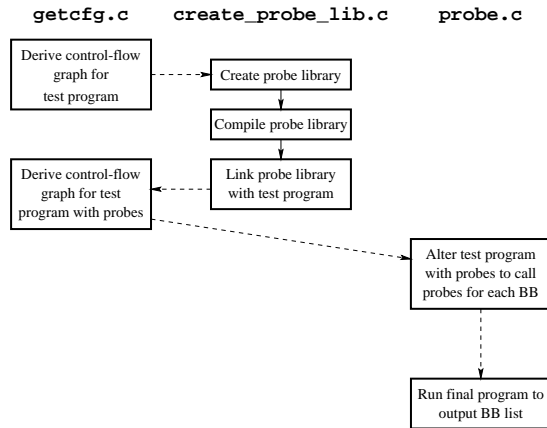 getcfg.c create_probe_lib.c probe.c
Derive control-flow
graph for
test program
Create probe library
Compile probe library
Derive control-flow
graph for test
program with probes
Link probe library
with test program
Alter test program
with probes to call
probes for each BB
Run final program to
output BB list